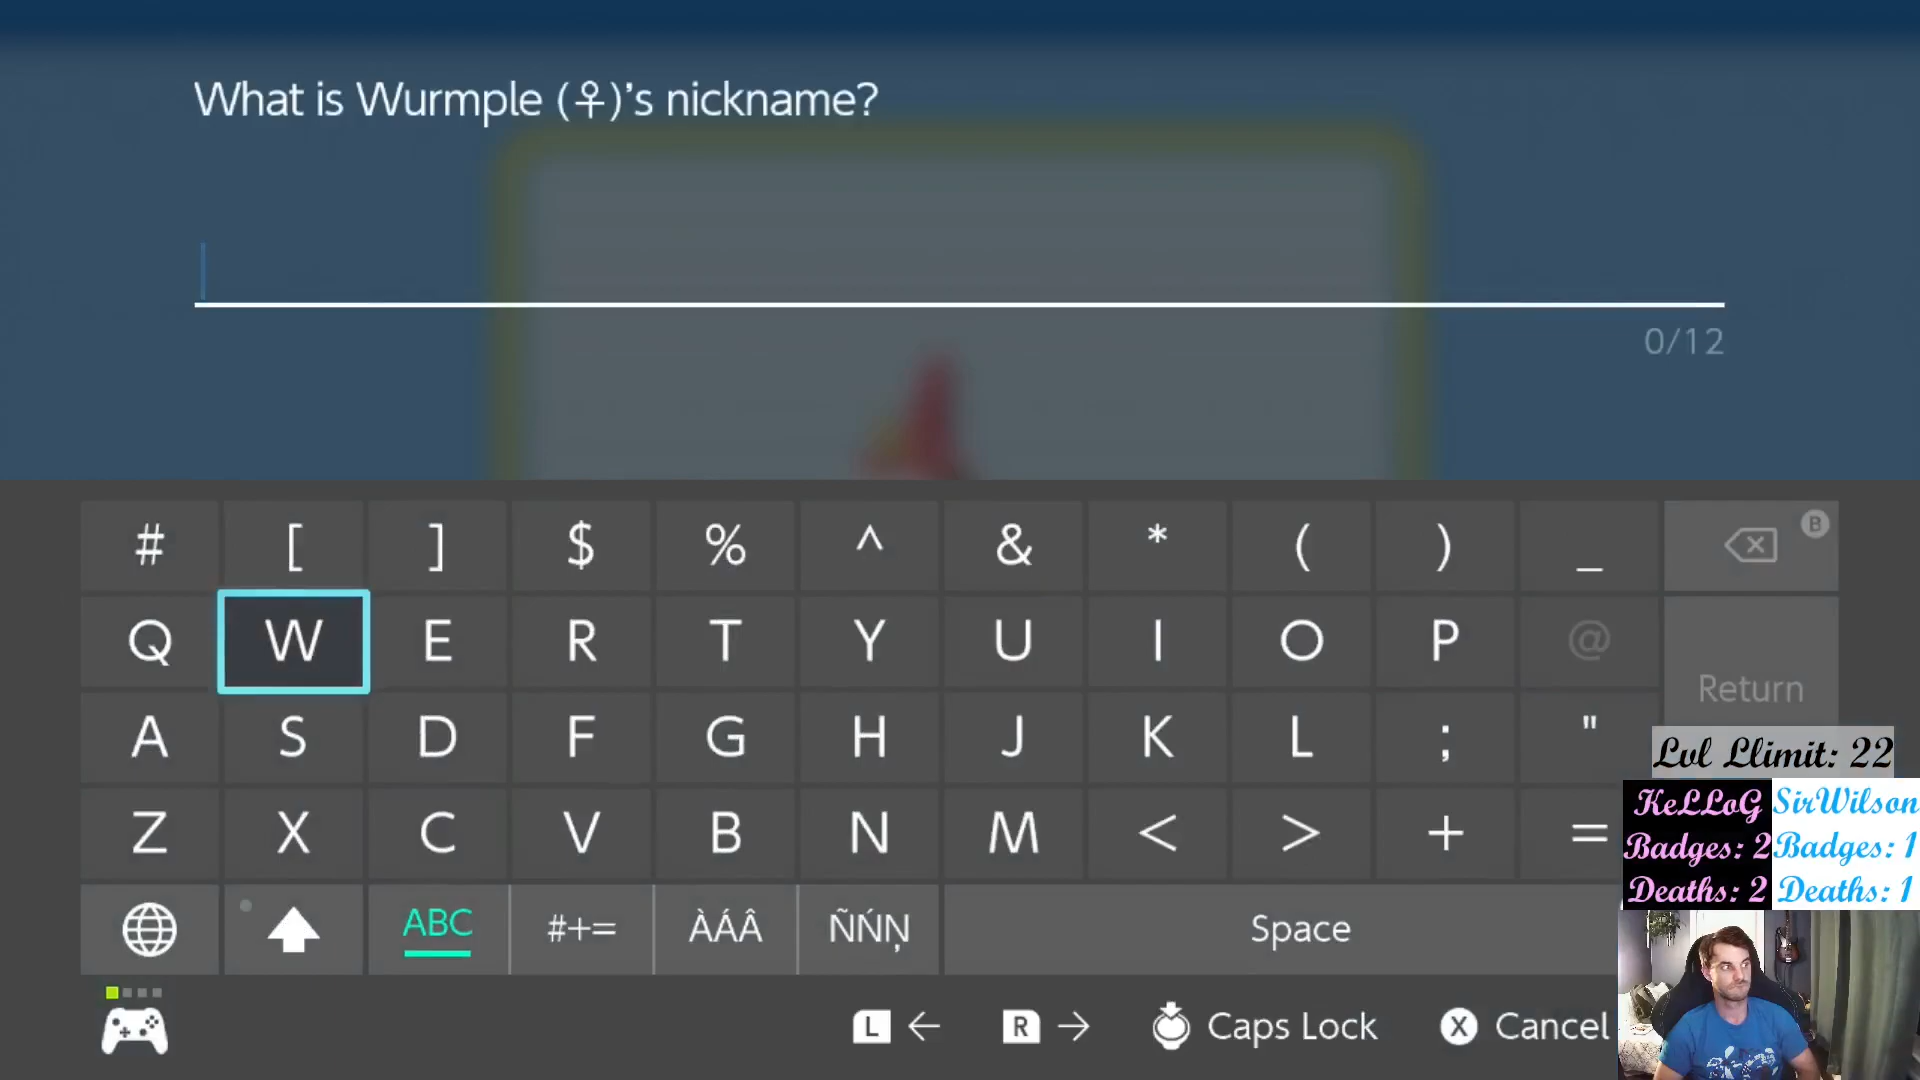 What is Wurmple (♀)'s nickname?
0/12
# [ ] $ % ^ & * ( ) _ B
Q W E R T Y U I O P @
Return
A S D F G H J K L ; "
Z X C V B N M < > + =
ABC #+= ÀÁÂ ÑŃŅ Space
L ← R → Caps Lock X Cancel
Lvl Llimit: 22
KeLLoG SirWilson
Badges: 2 Badges: 1
Deaths: 2 Deaths: 1